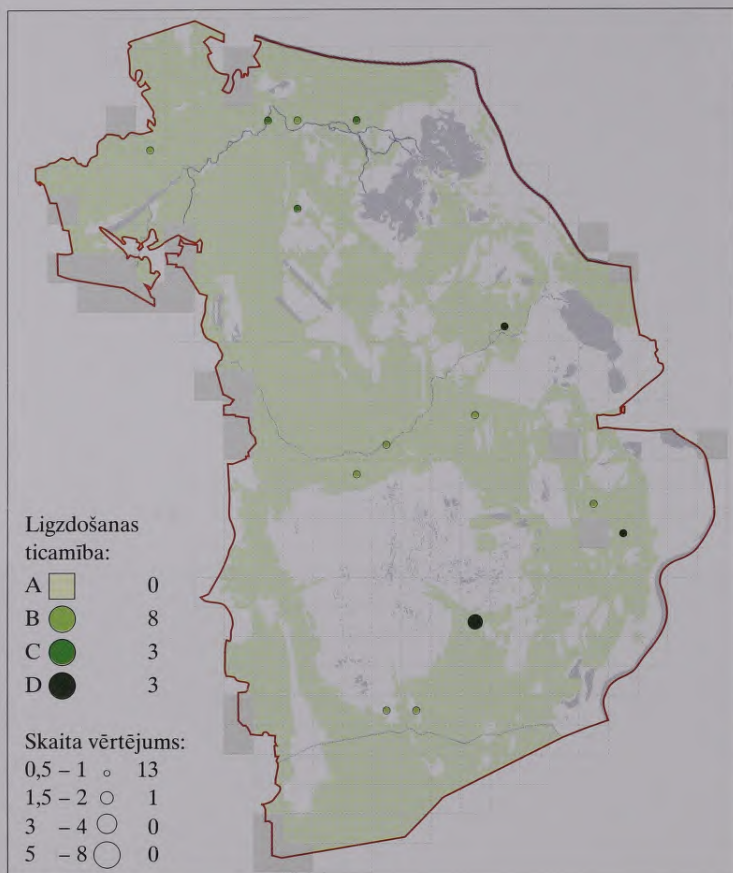 Ligzdošanas
ticamība:
A 0
B 8
C 3
D 3
Skaita vērtējums:
0,5 – 1 13
1,5 – 2 1
3 – 4 0
5 – 8 0